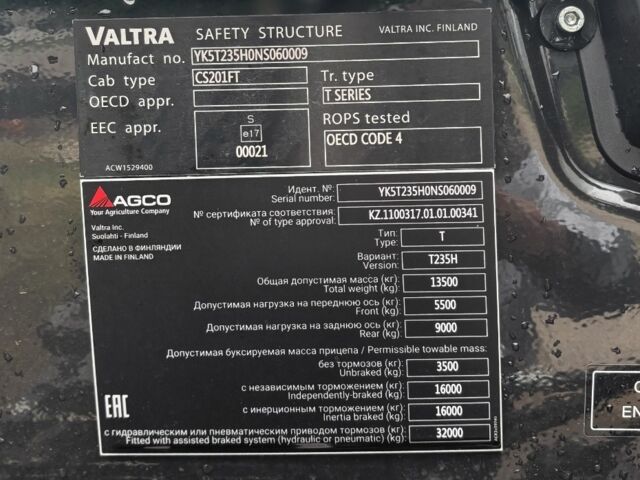 VALTRA SAFETY STRUCTURE VALTRA INC. FINLAND
Manufact no. YK5T235H0NS060009
Cab type CS201FT Tr. type
OECD appr. T SERIES
EEC appr. S e17 00021 ROPS tested
OECD CODE 4
ACW1529400
AGCO
Your Agriculture Company
Valtra Inc.
Suolahti - Finland
СДЕЛАНО В ФИНЛЯНДИИ
MADE IN FINLAND
Идент. №:
Serial number: YK5T235H0NS060009
№ сертификата соответствия:
№ of type approval: KZ.1100317.01.01.00341
Тип:
Type: T
Вариант:
Version: T235H
Общая допустимая масса (кг):
Total weight (kg): 13500
Допустимая нагрузка на переднюю ось (кг):
Front (kg): 5500
Допустимая нагрузка на заднюю ось (кг):
Rear (kg): 9000
Допустимая буксируемая масса прицепа / Permissible towable mass:
без тормозов (кг):
Unbraked (kg): 3500
с независимым торможением (кг):
Independently-braked (kg): 16000
с инерционным торможением (кг):
Inertia braked (kg): 16000
с гидравлическим или пневматическим приводом тормозов (кг):
Fitted with assisted braked system (hydraulic or pneumatic) (kg): 32000
EAC
EN